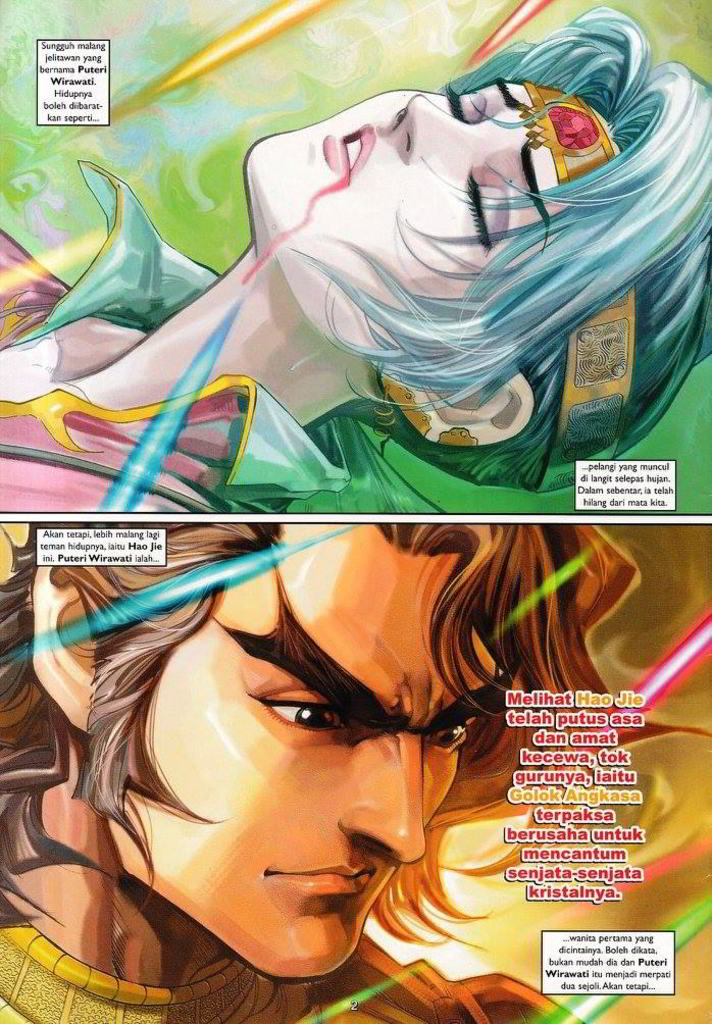 Sungguh malang
jelitawan yang
bernama Puteri
Wirawati.
Hidupnya
boleh diibarat-
kan seperti...
...pelangi yang muncul
di langit selepas hujan.
Dalam sebentar, ia telah
hilang dari mata kita.
Akan tetapi, lebih malang lagi
teman hidupnya, iaitu Hao Jie
ini. Puteri Wirawati ialah...
Melihat Hao Jie
telah putus asa
dan amat
kecewa, tok
gurunya, iaitu
Golok Angkasa
terpaksa
berusaha untuk
mencantum
senjata-senjata
kristalnya.
...wanita pertama yang
dicintainya. Boleh dikata,
bukan mudah dia dan Puteri
Wirawati itu menjadi merpati
dua sejoli. Akan tetapi...
2